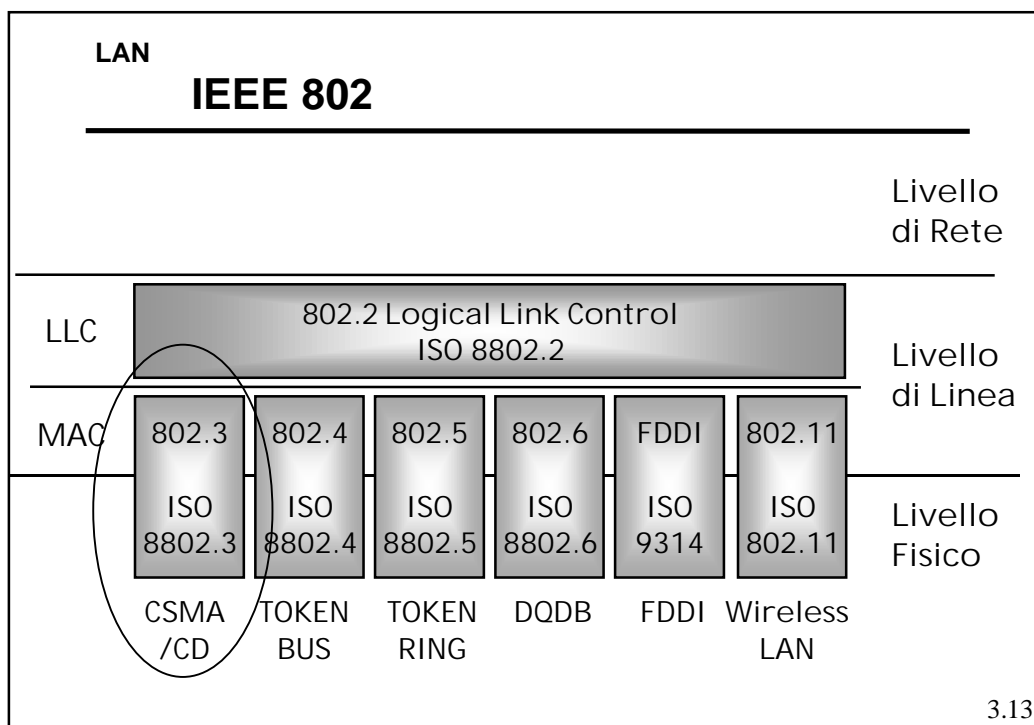 LAN
IEEE 802
Livello
di Rete
LLC
802.2 Logical Link Control
ISO 8802.2
Livello
di Linea
MAC
802.3
802.4
802.5
802.6
FDDI
802.11
ISO
8802.3
ISO
8802.4
ISO
8802.5
ISO
8802.6
ISO
9314
ISO
802.11
Livello
Fisico
CSMA
/CD
TOKEN
BUS
TOKEN
RING
DQDB
FDDI
Wireless
LAN
3.13